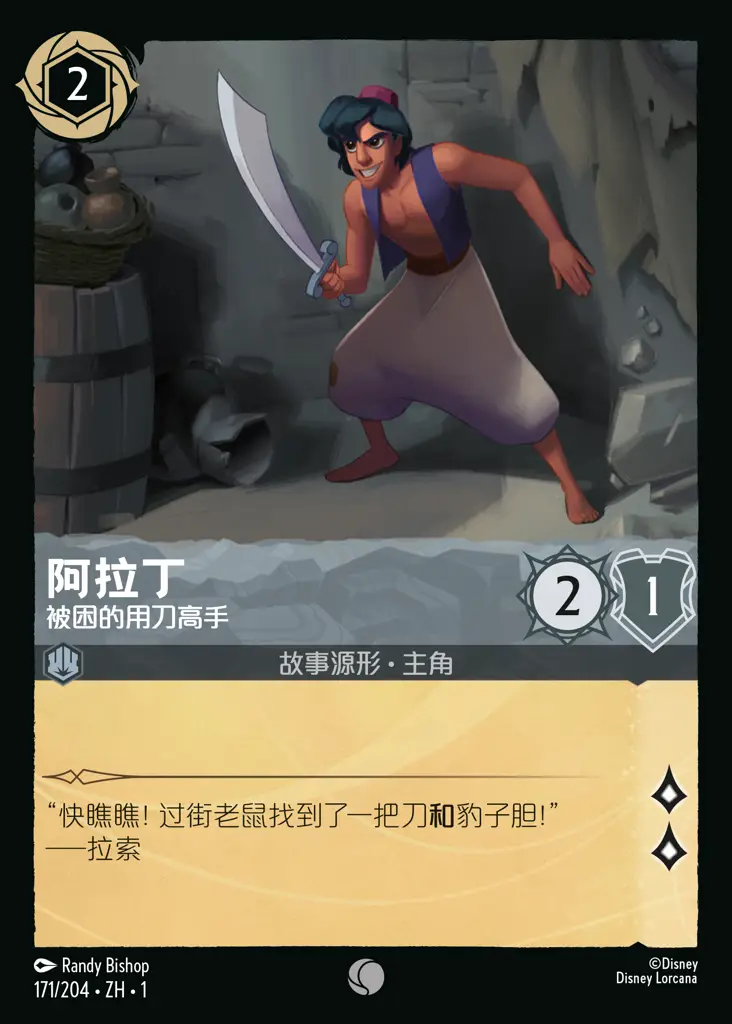 2
阿拉丁
被困的用刀高手
2
1
故事源形 • 主角
“快瞧瞧! 过街老鼠找到了一把刀和豹子胆!”
——拉索
Randy Bishop
171/204 • ZH • 1
©Disney
Disney Lorcana